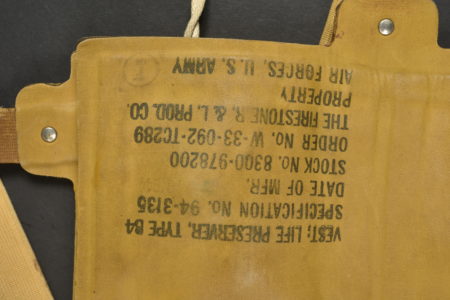 VEST; LIFE PRESERVER, TYPE B4
SPECIFICATION No. 94-3135
DATE OF MFR.
STOCK No. 8300-978200
ORDER No. W-33-092-TC289
THE FIRESTONE R. & L. PROD. CO.
PROPERTY
AIR FORCES, U. S. ARMY